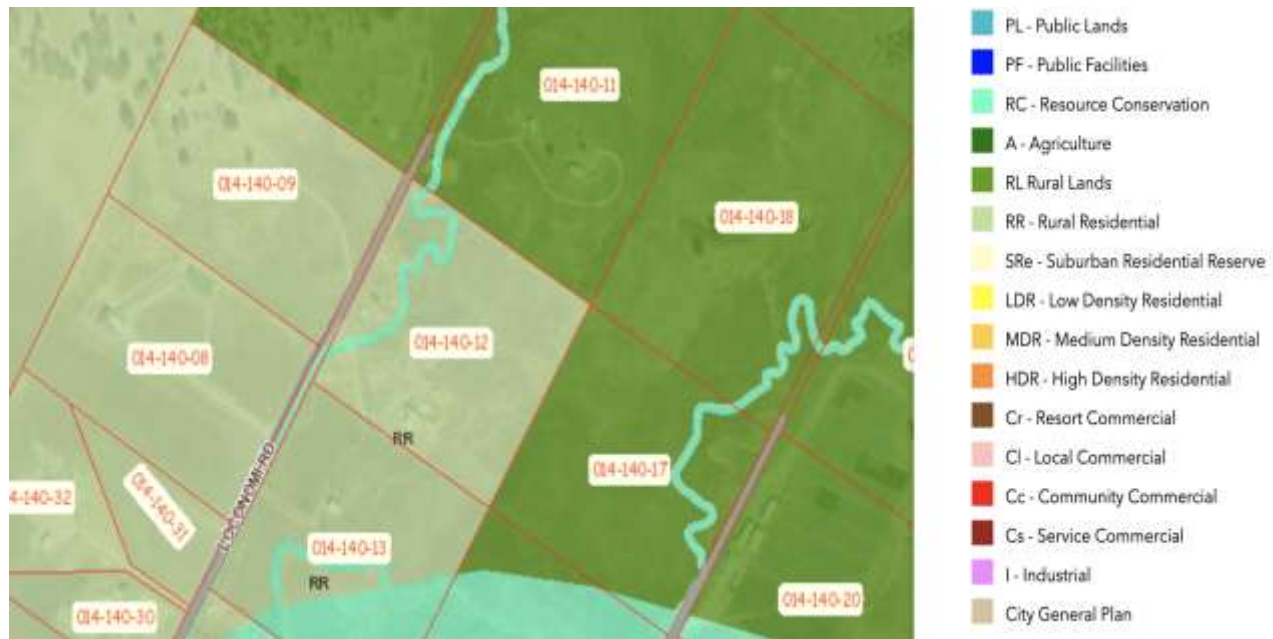 014-140-11
014-140-09
014-140-18
014-140-12
014-140-08
RR
014-140-17
4-140-32
014-140-31
014-140-13
RR
014-140-30
014-140-20
PL - Public Lands
PF - Public Facilities
RC - Resource Conservation
A - Agriculture
RL Rural Lands
RR - Rural Residential
SRe - Suburban Residential Reserve
LDR - Low Density Residential
MDR - Medium Density Residential
HDR - High Density Residential
Cr - Resort Commercial
Cl - Local Commercial
Cc - Community Commercial
Cs - Service Commercial
I - Industrial
City General Plan